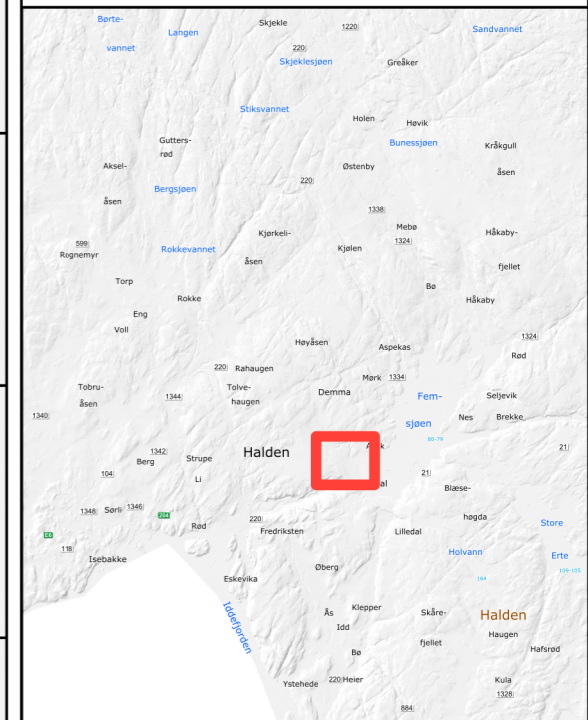 Børte-
vannet
Langen
Skjekle
1220
Sandvannet
220
Skjeklesjøen
Greåker
Stiksvannet
Holen
Høvik
Gutters-
rød
Bunessjøen
Kråkgull
åsen
Aksel-
åsen
Østenby
Bergsjøen
220
1338
Kjørkeli-
åsen
Mebø
1324
Håkaby-
fjellet
599
Rognemyr
Rokkevannet
Kjølen
Torp
Rokke
Bø
Håkaby
Eng
Voll
Høyåsen
Aspekas
1324
Rød
220
Rahaugen
Mørk
1334
Tobru-
åsen
1344
Tolve-
haugen
Demma
Fem-
sjøen
Seljevik
1340
Nes
Brekke
80-79
21
1342
Berg
Strupe
Halden
104
Li
21
Blæse-
høgda
1348
Sørli
1346
204
Rød
220
Fredriksten
Lilledal
Store
Erte
E6
118
Isebakke
Holvann
109-105
Øberg
Eskevika
164
Iddefjorden
Ås
Klepper
Skåre-
fjellet
Halden
Idd
Haugen
Hafsrød
Bø
Ystehede
220
Heier
Kula
1328
884